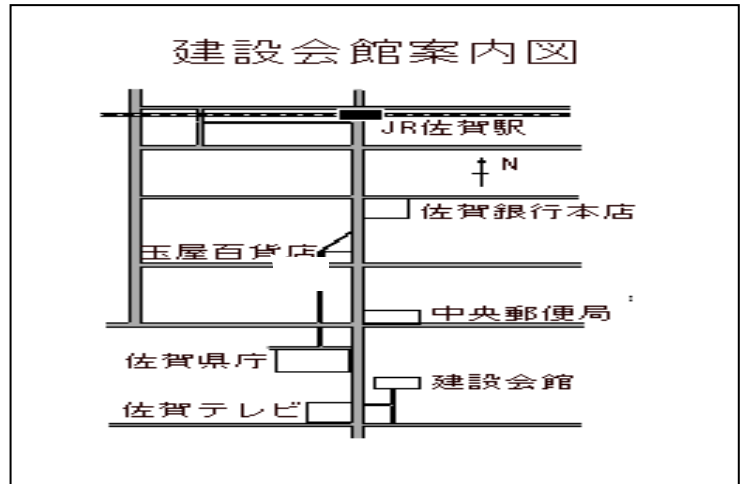 建設会館案内図
JR佐賀駅
N
佐賀銀行本店
玉屋百貨店
中央郵便局
佐賀県庁
建設会館
佐賀テレビ